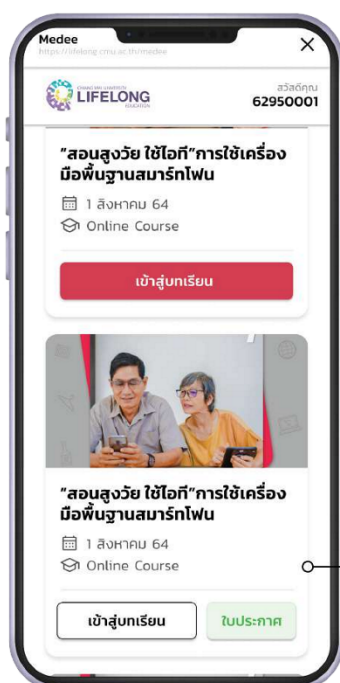 Medee
https://lifelong.cmu.ac.th/medee
CHIANG MAI UNIVERSITY
LIFELONG
EDUCATION
สวัสดีคุณ
62950001
“สอนสูงวัย ใช้ไอที”การใช้เครื่อง
มือพื้นฐานสมาร์ทโฟน
1 สิงหาคม 64
Online Course
เข้าสู่บทเรียน
“สอนสูงวัย ใช้ไอที”การใช้เครื่อง
มือพื้นฐานสมาร์ทโฟน
1 สิงหาคม 64
Online Course
เข้าสู่บทเรียน
ใบประกาศ